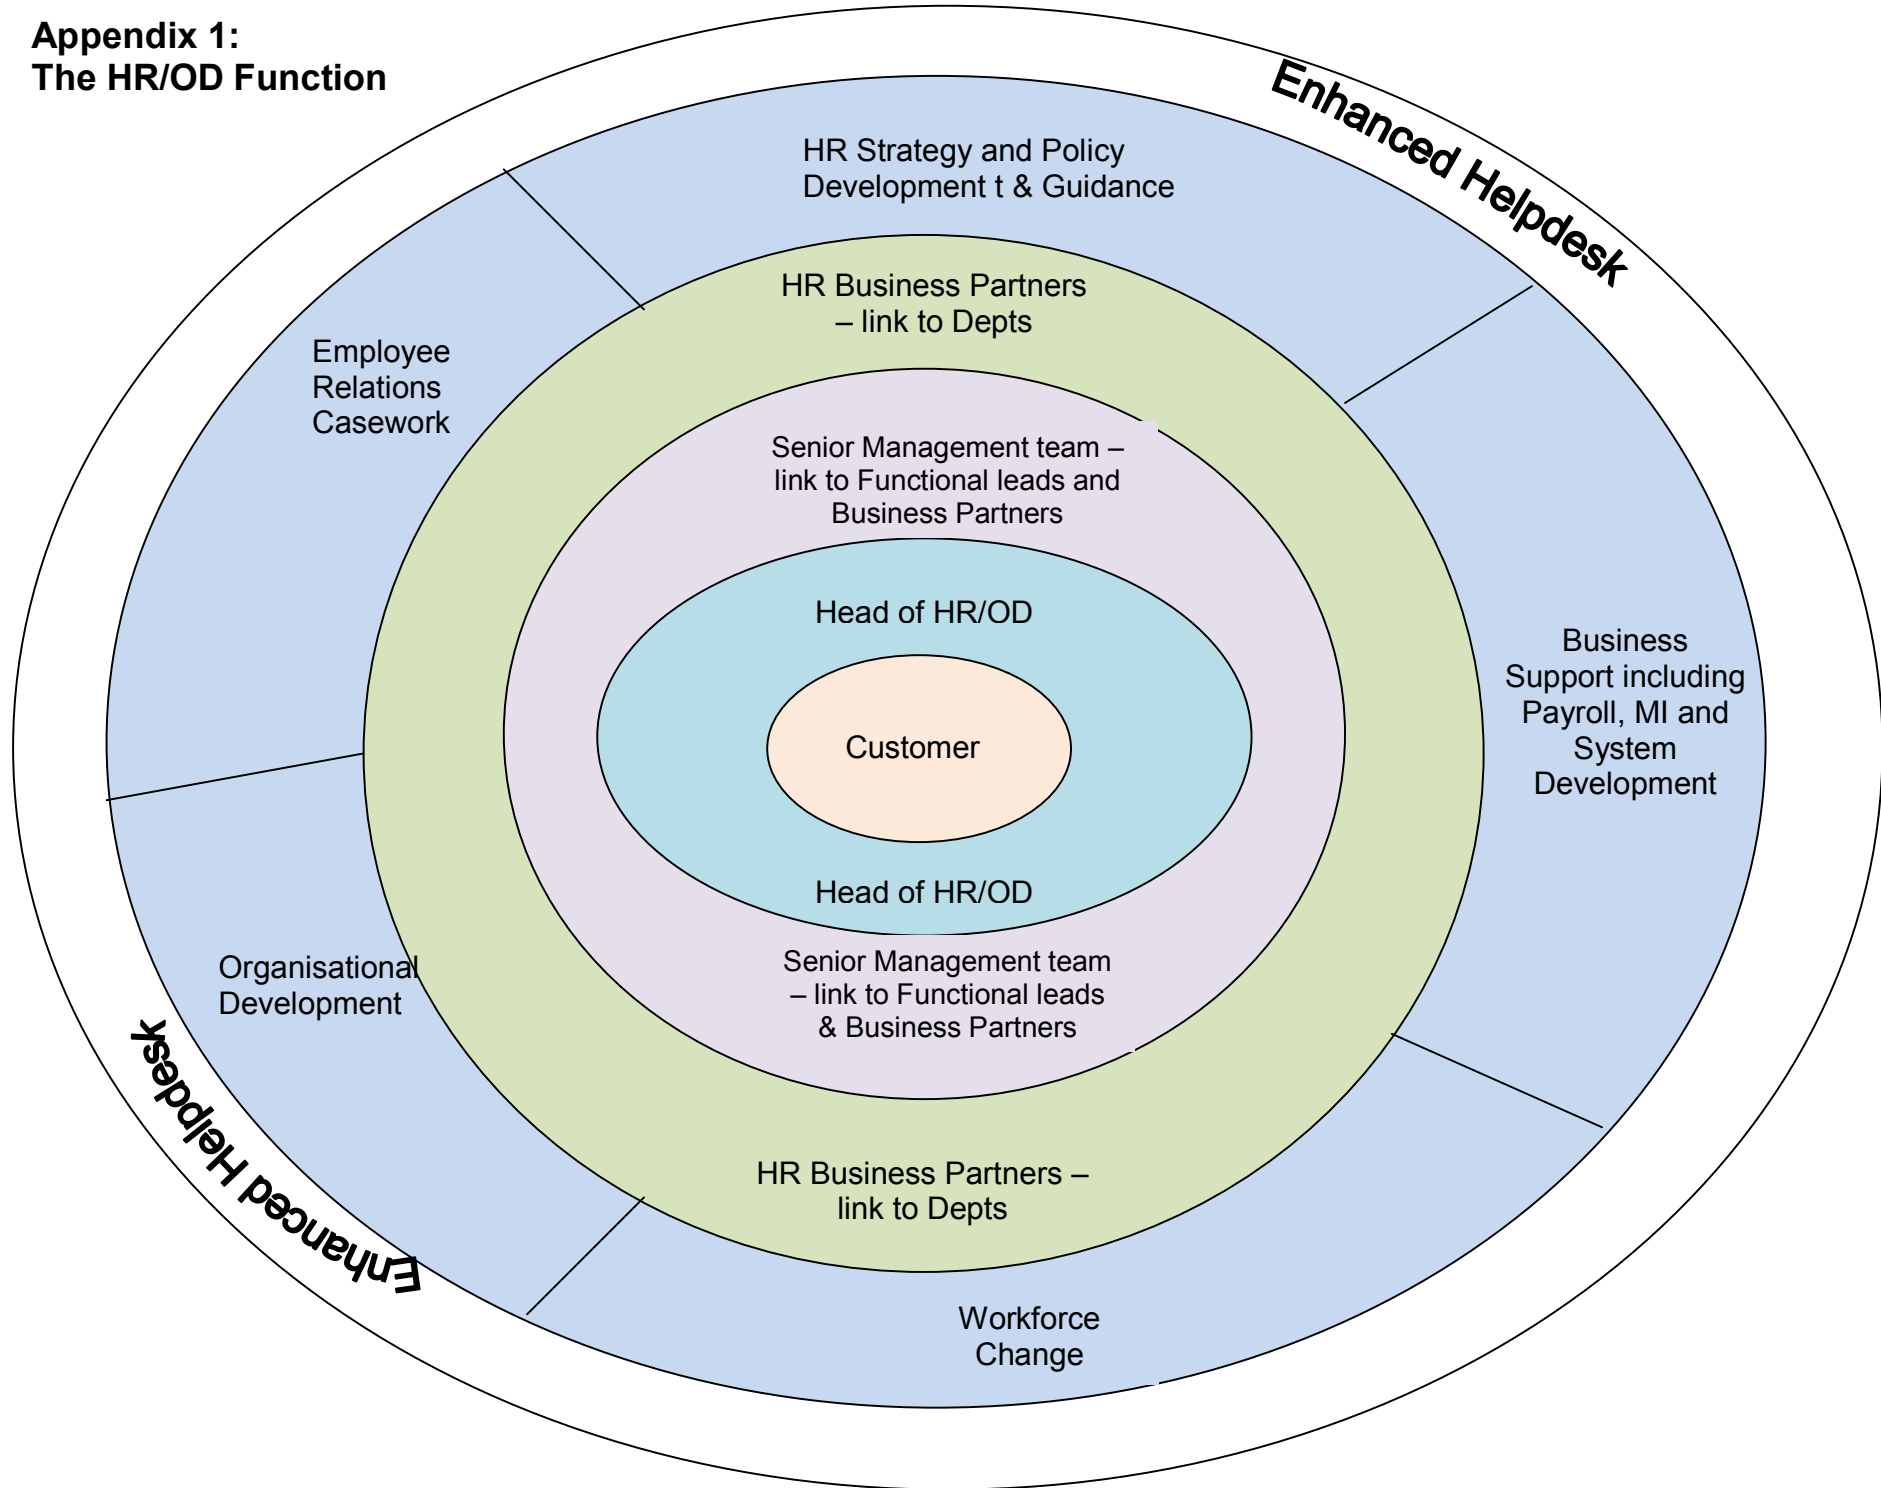 Appendix 1:
The HR/OD Function
Enhanced Helpdesk
HR Strategy and Policy
Development t & Guidance
HR Business Partners
– link to Depts
Employee
Relations
Casework
Senior Management team –
link to Functional leads and
Business Partners
Head of HR/OD
Business
Support including
Payroll, MI and
System
Development
Customer
Head of HR/OD
Senior Management team
– link to Functional leads
& Business Partners
Organisational
Development
Enhanced Helpdesk
HR Business Partners –
link to Depts
Workforce
Change